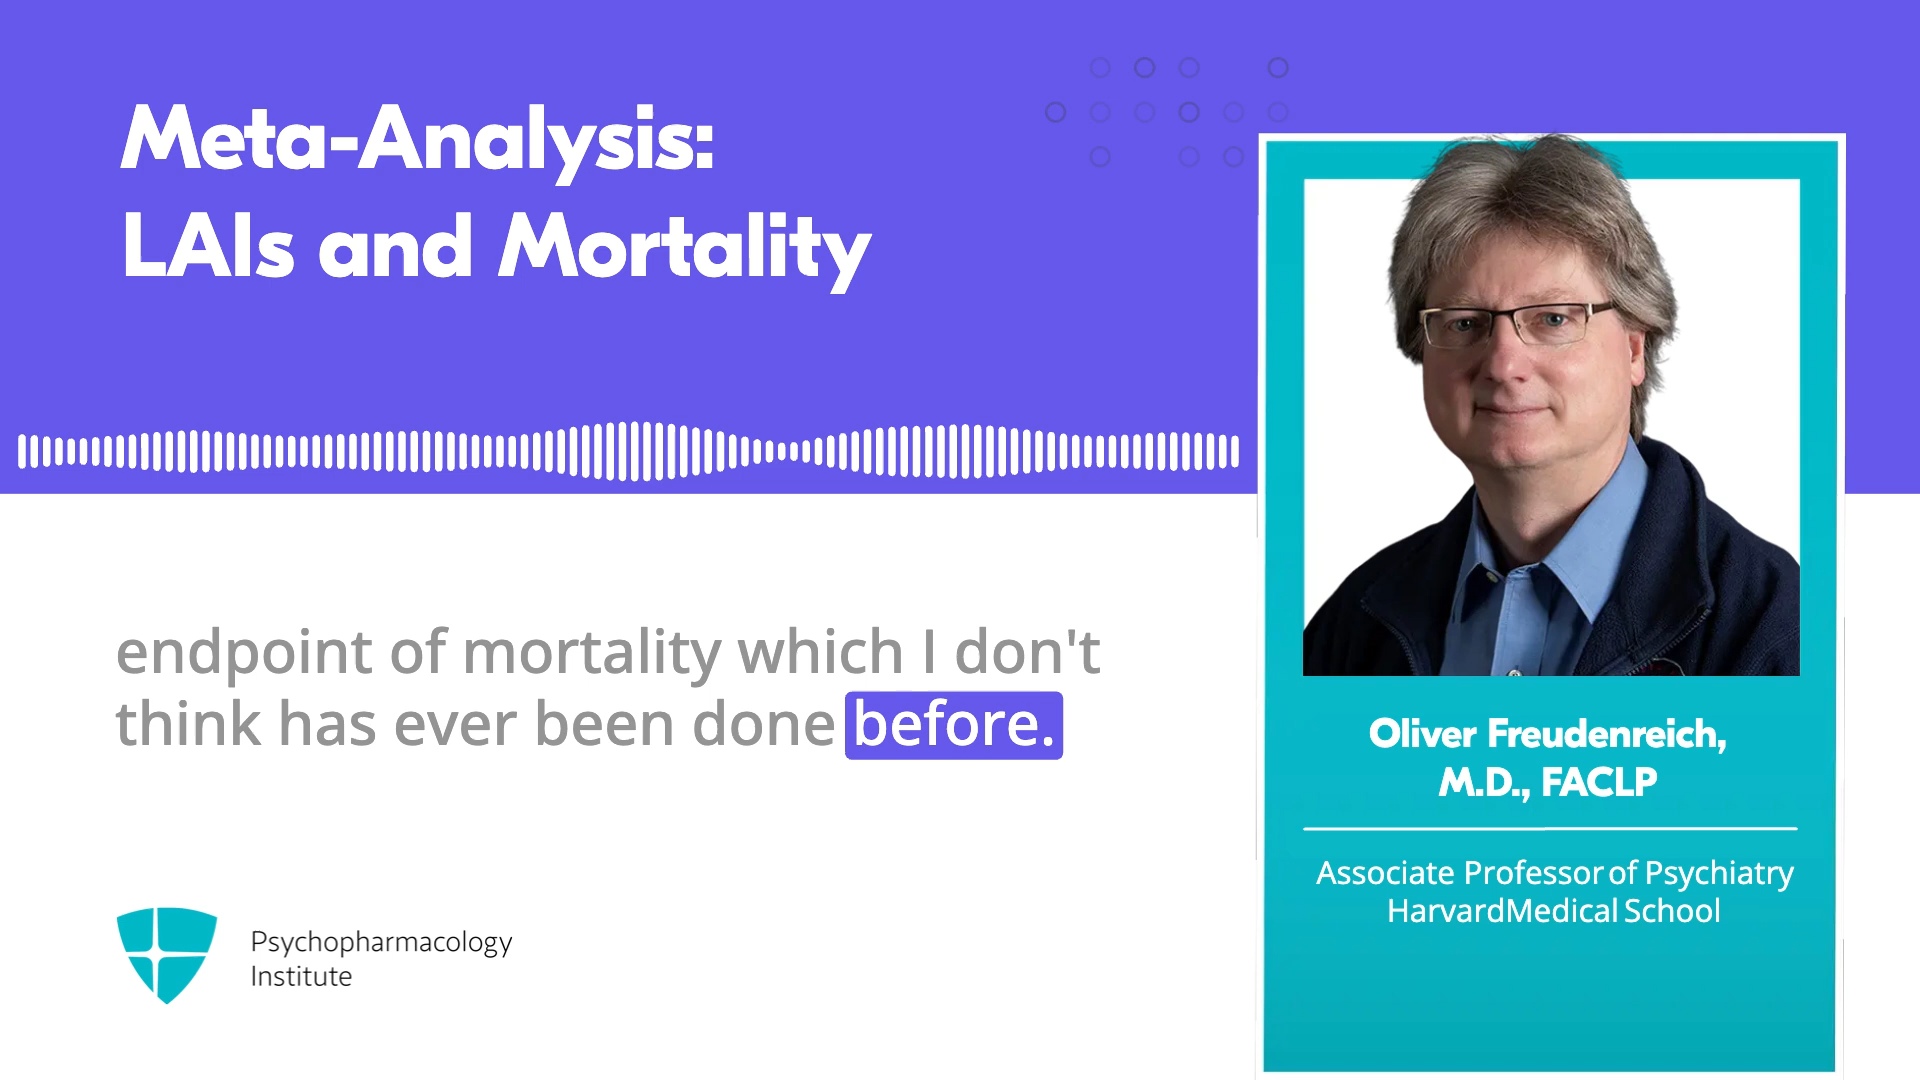 Meta-Analysis:
LAIs and Mortality
endpoint of mortality which I don't
think has ever been done before.
Psychopharmacology
Institute
Oliver Freudenreich,
M.D., FACLP
Associate Professor of Psychiatry
HarvardMedical School